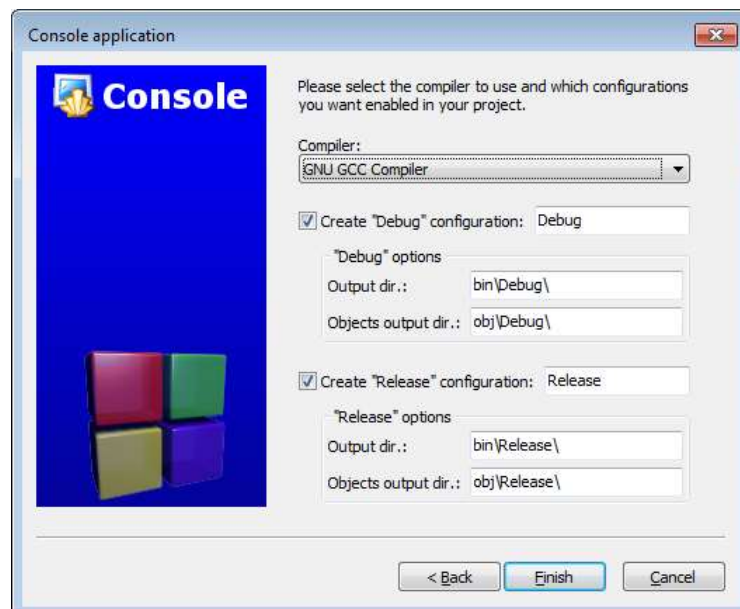 Console application
Console
Please select the compiler to use and which configurations
you want enabled in your project.
Compiler:
GNU GCC Compiler
Create "Debug" configuration: Debug
"Debug" options
Output dir.: bin\Debug\
Objects output dir.: obj\Debug\
Create "Release" configuration: Release
"Release" options
Output dir.: bin\Release\
Objects output dir.: obj\Release\
< Back Finish Cancel